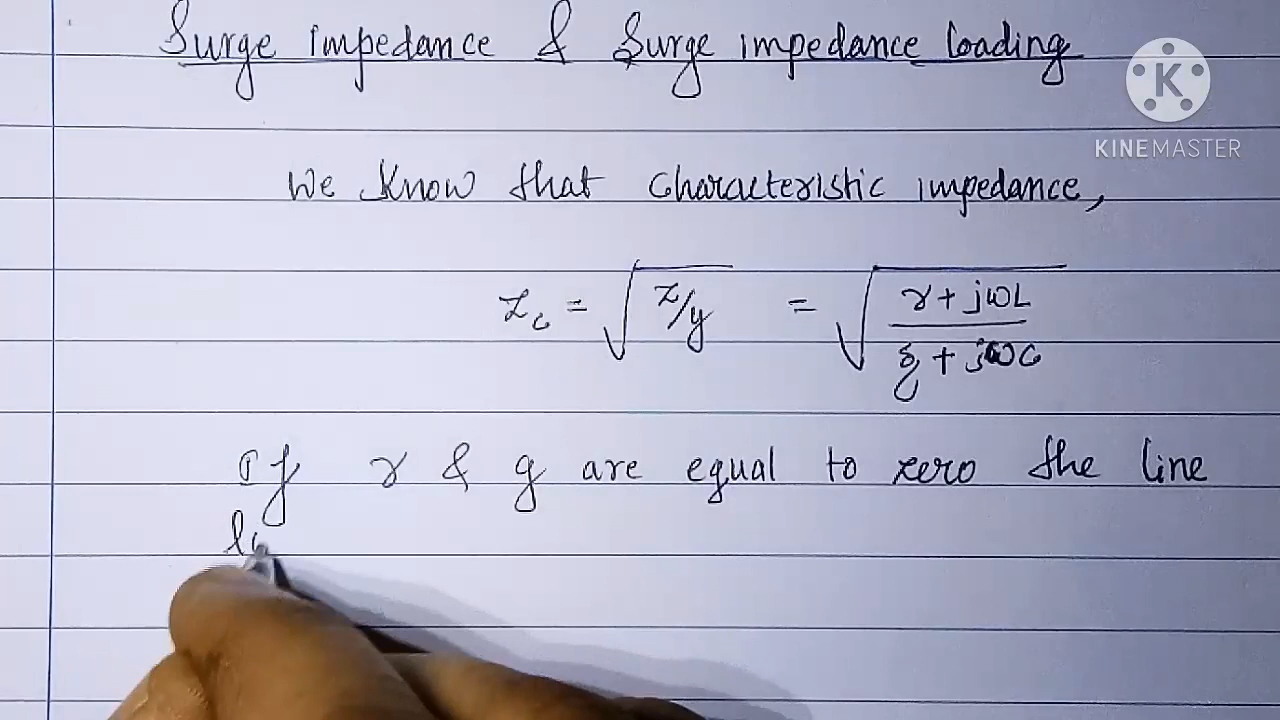 Surge impedance & Surge impedance loading
K
KINEMASTER
We know that characteristic impedance,
Zc = √(z/y) = √((r + jωL)/(g + jωc))
If r & g are equal to zero the line